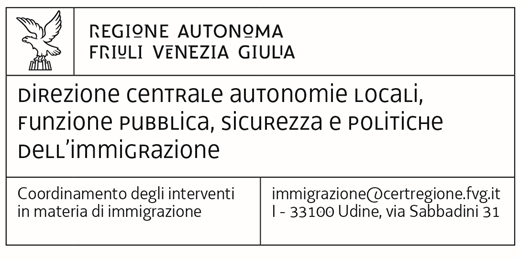 REGIONE AUTONOMA
FRIULI VENEZIA GIULIA
Direzione centrale autonomie locali,
funzione pubblica, sicurezza e politiche
dell'immigrazione
Coordinamento degli interventi
in materia di immigrazione
immigrazione@certregione.fvg.it
I - 33100 Udine, via Sabbadini 31